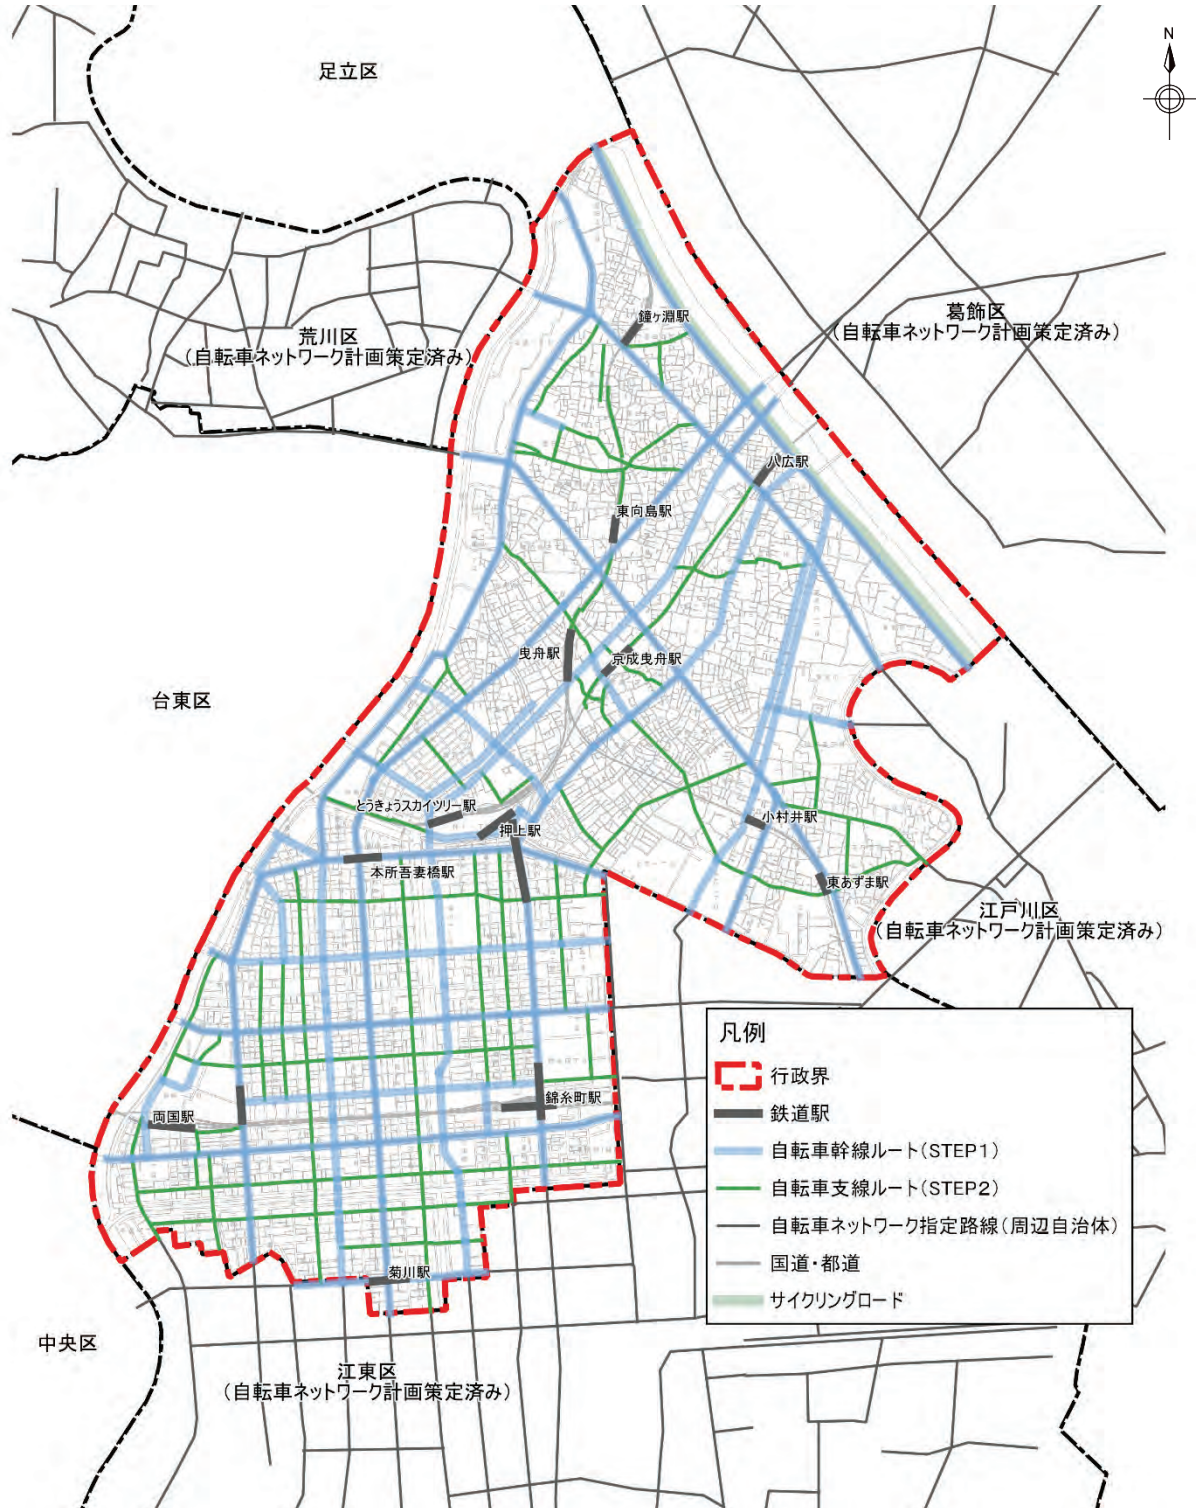 N
足立区
葛飾区
（自転車ネットワーク計画策定済み）
荒川区
（自転車ネットワーク計画策定済み）
鐘ヶ淵駅
八広駅
東向島駅
曳舟駅
京成曳舟駅
台東区
とうきょうスカイツリー駅
押上駅
小村井駅
本所吾妻橋駅
東あずま駅
江戸川区
（自転車ネットワーク計画策定済み）
両国駅
錦糸町駅
菊川駅
中央区
江東区
（自転車ネットワーク計画策定済み）
凡例
行政界
鉄道駅
自転車幹線ルート（STEP1）
自転車支線ルート（STEP2）
自転車ネットワーク指定路線（周辺自治体）
国道・都道
サイクリングロード